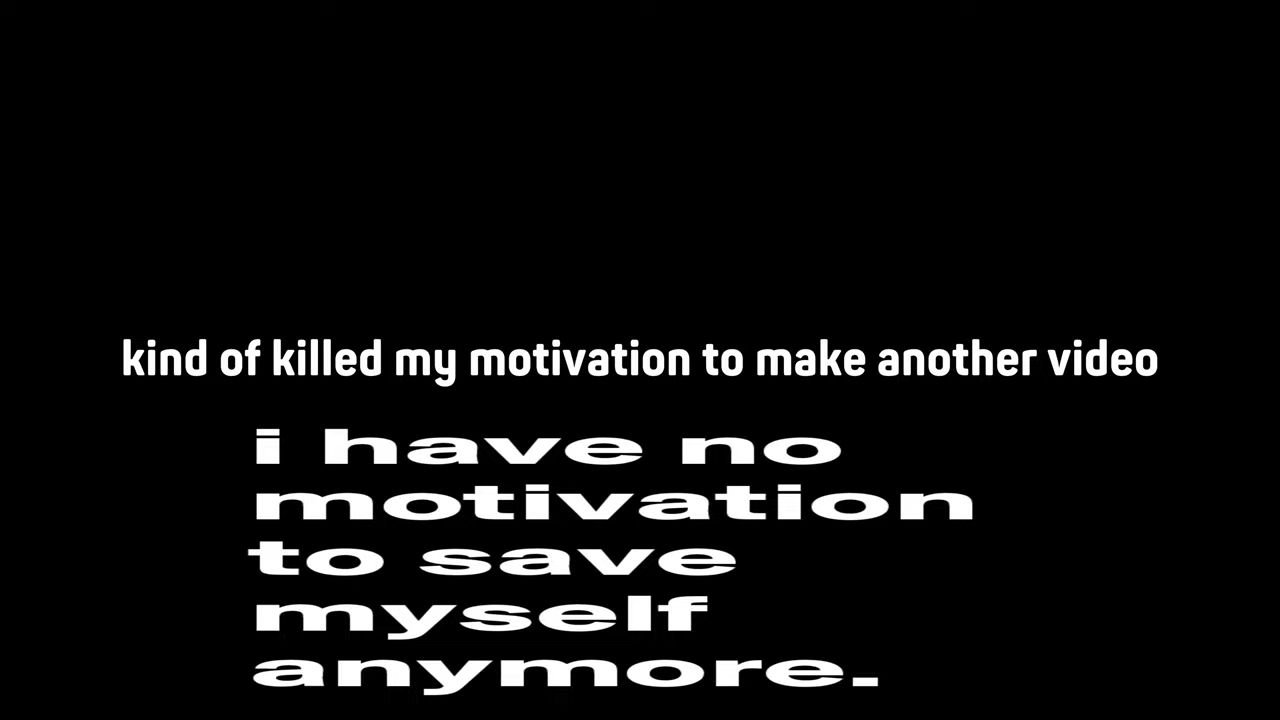 kind of killed my motivation to make another video
i have no
motivation
to save
myself
anymore.